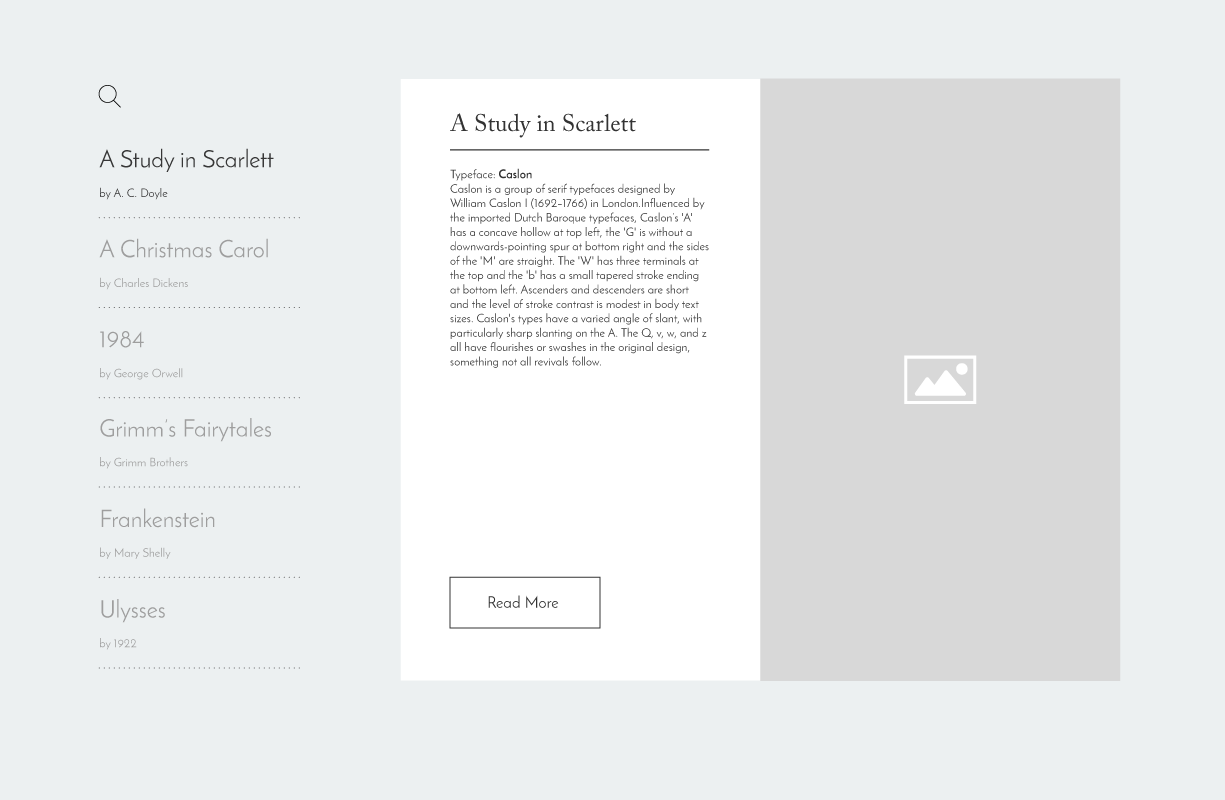 A Study in Scarlett
by A. C. Doyle
A Christmas Carol
by Charles Dickens
1984
by George Orwell
Grimm's Fairytales
by Grimm Brothers
Frankenstein
by Mary Shelly
Ulysses
by 1922
A Study in Scarlett
Typeface: Caslon
Caslon is a group of serif typefaces designed by
William Caslon I (1692–1766) in London.Influenced by
the imported Dutch Baroque typefaces, Caslon's 'A'
has a concave hollow at top left, the 'G' is without a
downwards-pointing spur at bottom right and the sides
of the 'M' are straight. The 'W' has three terminals at
the top and the 'b' has a small tapered stroke ending
at bottom left. Ascenders and descenders are short
and the level of stroke contrast is modest in body text
sizes. Caslon's types have a varied angle of slant, with
particularly sharp slanting on the A. The Q, v, w, and z
all have flourishes or swashes in the original design,
something not all revivals follow.
Read More